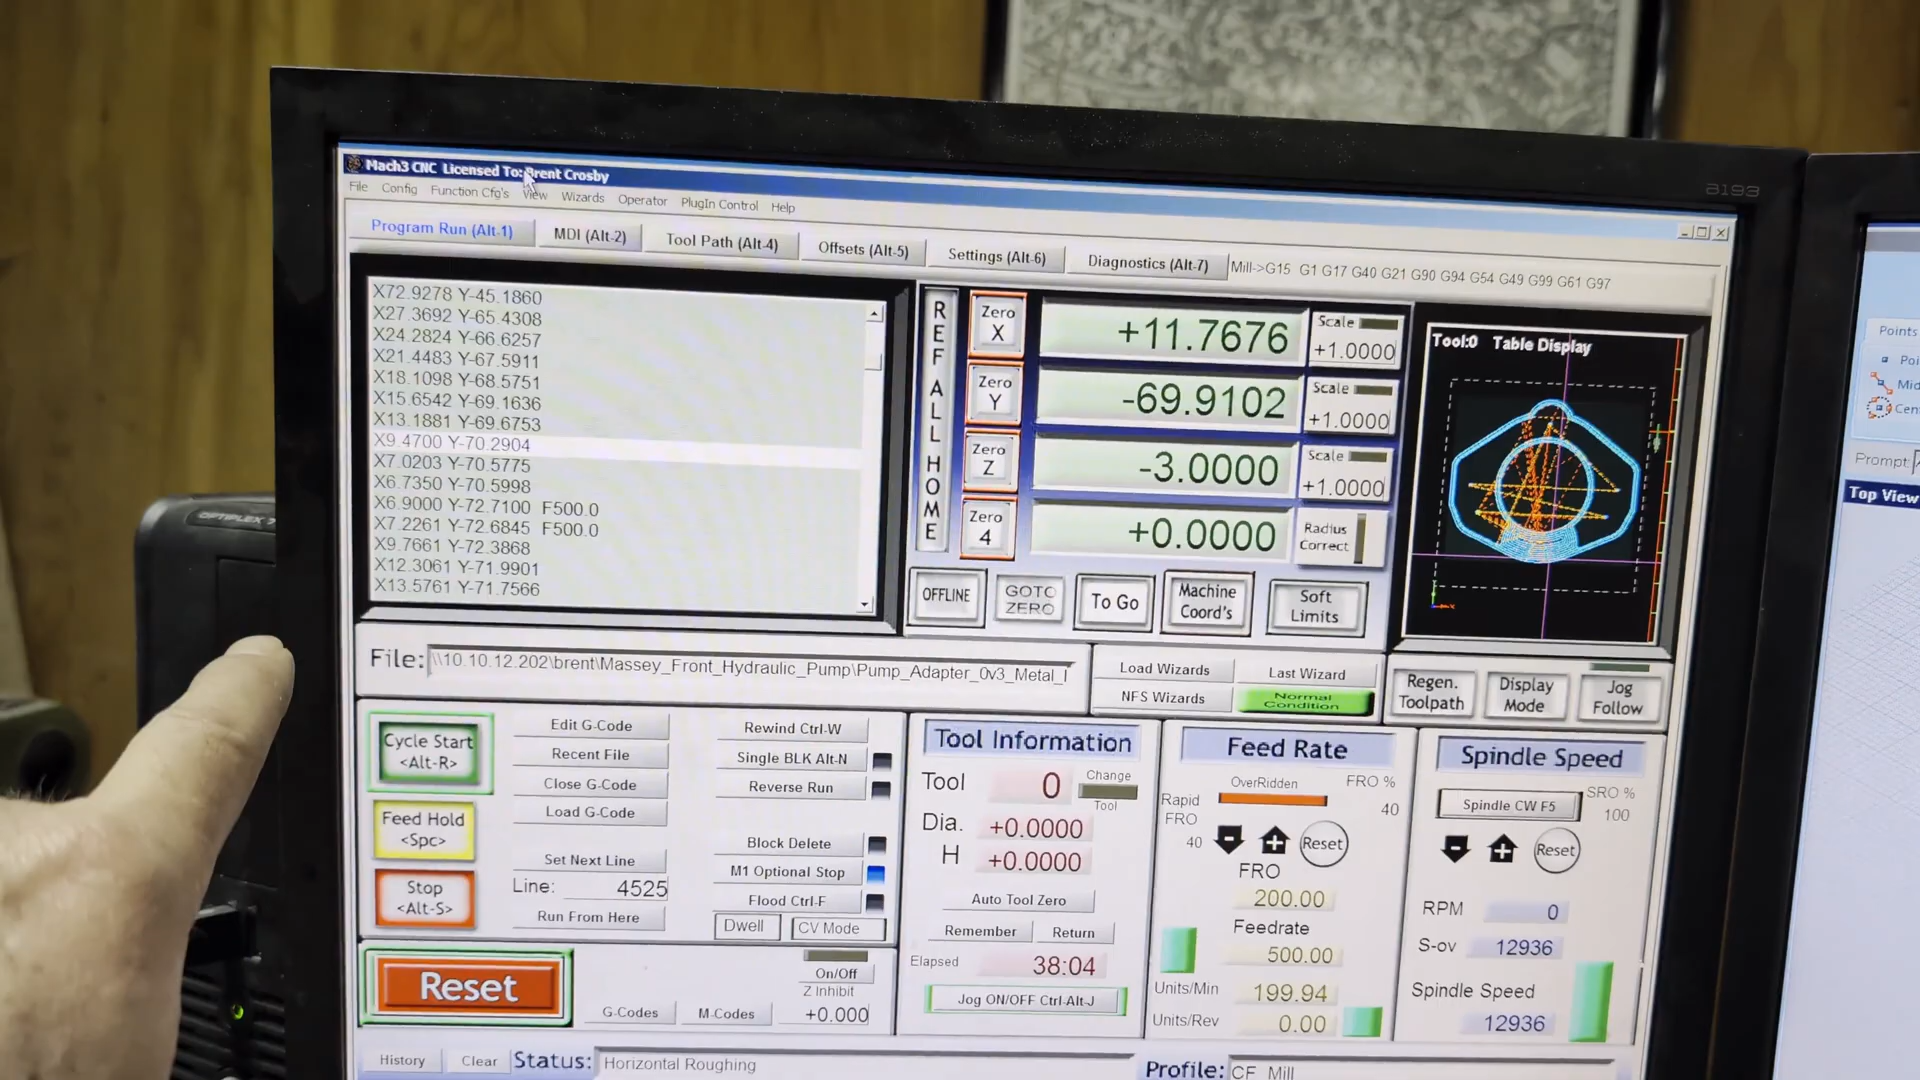 a193
Mach3 CNC Licensed To: Brent Crosby
File Config Function Cfg's View Wizards Operator PlugIn Control Help
Program Run (Alt-1) MDI (Alt-2) Tool Path (Alt-4) Offsets (Alt-5) Settings (Alt-6) Diagnostics (Alt-7) Mill->G15 G1 G17 G40 G21 G90 G94 G54 G49 G99 G61 G97
X72.9278 Y-45.1860
X27.3692 Y-65.4308
X24.2824 Y-66.6257
X21.4483 Y-67.5911
X18.1098 Y-68.5751
X15.6542 Y-69.1636
X13.1881 Y-69.6753
X9.4700 Y-70.2904
X7.0203 Y-70.5775
X6.7350 Y-70.5998
X6.9000 Y-72.7100 F500.0
X7.2261 Y-72.6845 F500.0
X9.7661 Y-72.3868
X12.3061 Y-71.9901
X13.5761 Y-71.7566
REF ALL HOME
Zero X +11.7676 Scale +1.0000
Zero Y -69.9102 Scale +1.0000
Zero Z -3.0000 Scale +1.0000
Zero 4 +0.0000 Radius Correct
OFFLINE GOTO ZERO To Go Machine Coord's Soft Limits
Tool:0 Table Display
File: \\10.10.12.202\brent\Massey_Front_Hydraulic_Pump\Pump_Adapter_0v3_Metal_I
Load Wizards Last Wizard
NFS Wizards Normal Condition
Regen. Toolpath Display Mode Jog Follow
Cycle Start <Alt-R>
Feed Hold <Spc>
Stop <Alt-S>
Reset
Edit G-Code
Recent File
Close G-Code
Load G-Code
Set Next Line
Line: 4525
Run From Here
Rewind Ctrl-W
Single BLK Alt-N
Reverse Run
Block Delete
M1 Optional Stop
Flood Ctrl-F
Dwell CV Mode
On/Off
Z Inhibit
+0.000
G-Codes M-Codes
Tool Information
Tool 0 Change Tool
Dia. +0.0000
H +0.0000
Auto Tool Zero
Remember Return
Elapsed 38:04
Jog ON/OFF Ctrl-Alt-J
Feed Rate
OverRidden FRO %
Rapid FRO 40
40 Reset
FRO
200.00
Feedrate
500.00
Units/Min 199.94
Units/Rev 0.00
Spindle Speed
Spindle CW F5 SRO %
100
Reset
RPM 0
S-ov 12936
Spindle Speed
12936
History Clear Status: Horizontal Roughing
Profile: CF_Mill
OPTIPLEX 7
Points
Prompt:
Top View